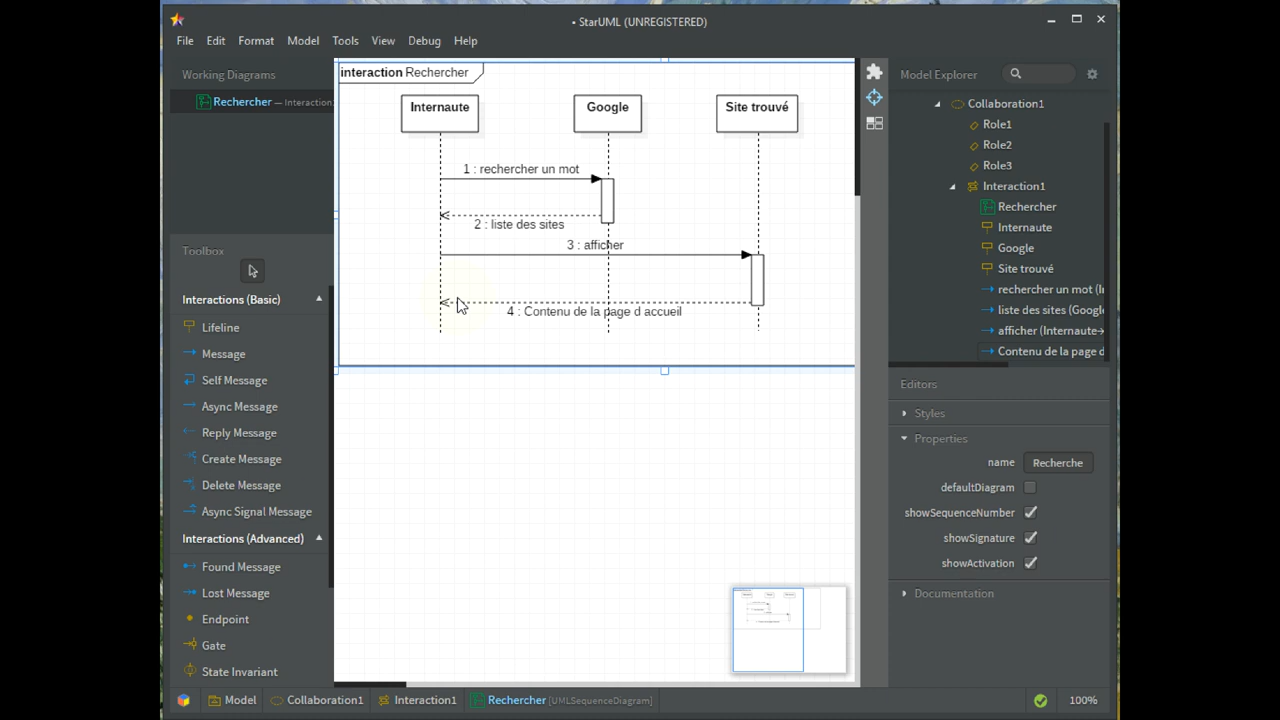 • StarUML (UNREGISTERED)
File Edit Format Model Tools View Debug Help
Working Diagrams
Rechercher — Interaction
Toolbox
Interactions (Basic)
Lifeline
Message
Self Message
Async Message
Reply Message
Create Message
Delete Message
Async Signal Message
Interactions (Advanced)
Found Message
Lost Message
Endpoint
Gate
State Invariant
interaction Rechercher
Internaute Google Site trouvé
1 : rechercher un mot
2 : liste des sites
3 : afficher
4 : Contenu de la page d accueil
Model Explorer
Collaboration1
Role1
Role2
Role3
Interaction1
Rechercher
Internaute
Google
Site trouvé
rechercher un mot (I
liste des sites (Google
afficher (Internaute→
Contenu de la page d
Editors
Styles
Properties
name Recherche
defaultDiagram
showSequenceNumber
showSignature
showActivation
Documentation
Model Collaboration1 Interaction1 Rechercher [UMLSequenceDiagram] 100%